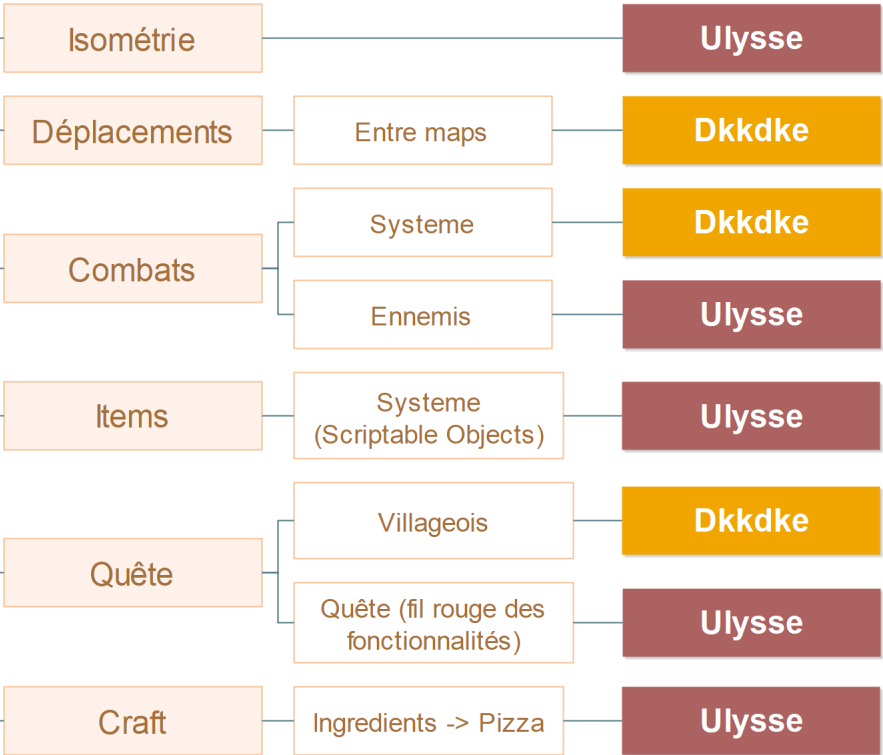 Isométrie
Ulysse
Déplacements
Entre maps
Dkkdke
Combats
Systeme
Dkkdke
Ennemis
Ulysse
Items
Systeme
(Scriptable Objects)
Ulysse
Quête
Villageois
Dkkdke
Quête (fil rouge des
fonctionnalités)
Ulysse
Craft
Ingredients -> Pizza
Ulysse